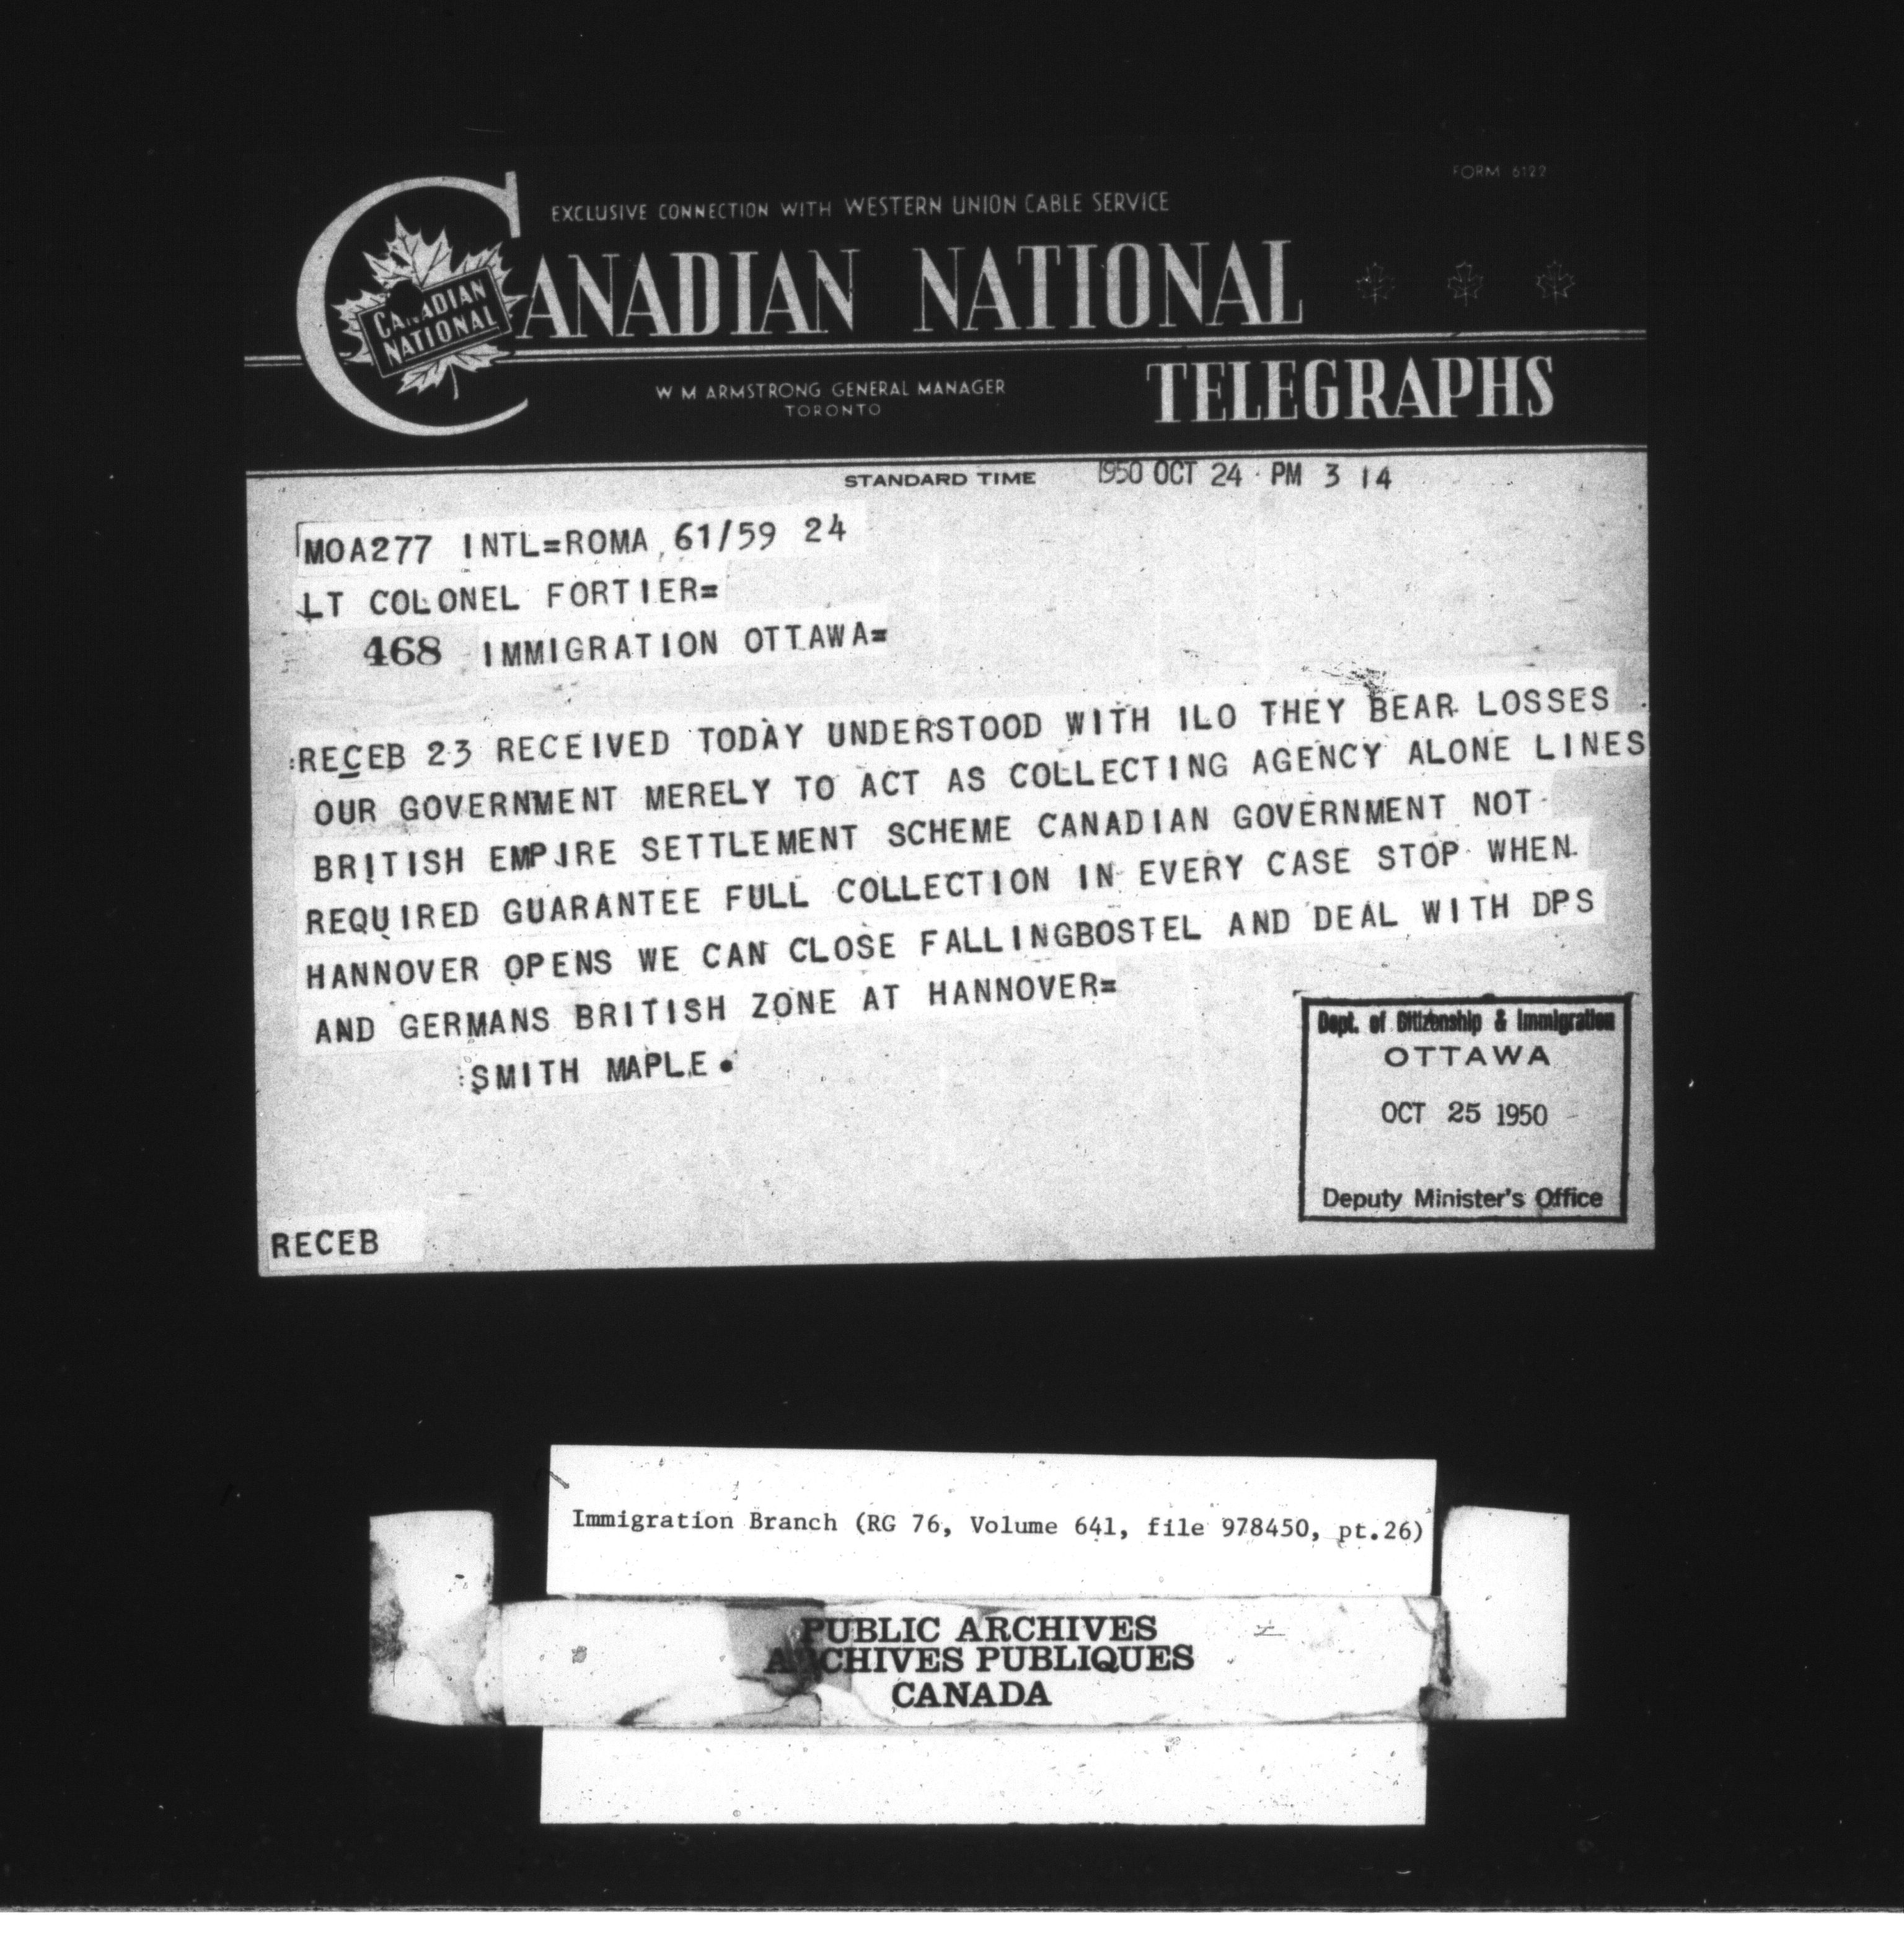 FORM 6122
EXCLUSIVE CONNECTION WITH WESTERN UNION CABLE SERVICE
CANADIAN NATIONAL
CANADIAN
NATIONAL
TELEGRAPHS
W M ARMSTRONG GENERAL MANAGER
TORONTO
STANDARD TIME 1950 OCT 24 PM 3 14
MOA277 INTL=ROMA 61/59 24
LT COLONEL FORTIER=
468 IMMIGRATION OTTAWA=
:RECEB 23 RECEIVED TODAY UNDERSTOOD WITH ILO THEY BEAR LOSSES
OUR GOVERNMENT MERELY TO ACT AS COLLECTING AGENCY ALONE LINES
BRITISH EMPIRE SETTLEMENT SCHEME CANADIAN GOVERNMENT NOT
REQUIRED GUARANTEE FULL COLLECTION IN EVERY CASE STOP WHEN
HANNOVER OPENS WE CAN CLOSE FALLINGBOSTEL AND DEAL WITH DPS
AND GERMANS BRITISH ZONE AT HANNOVER=
:SMITH MAPLE.
Dept. of Citizenship & Immigration
OTTAWA
OCT 25 1950
Deputy Minister's Office
RECEB
Immigration Branch (RG 76, Volume 641, file 978450, pt.26)
PUBLIC ARCHIVES
ARCHIVES PUBLIQUES
CANADA